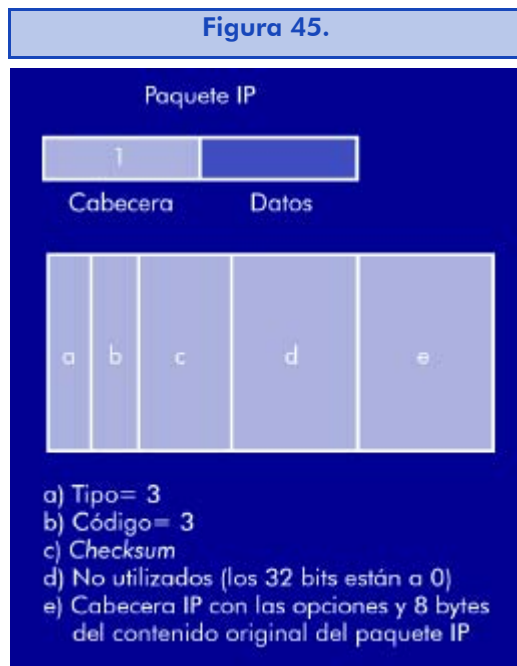 Figura 45.
Paquete IP
1
Cabecera Datos
a b c d e
a) Tipo= 3
b) Código= 3
c) Checksum
d) No utilizados (los 32 bits están a 0)
e) Cabecera IP con las opciones y 8 bytes
del contenido original del paquete IP